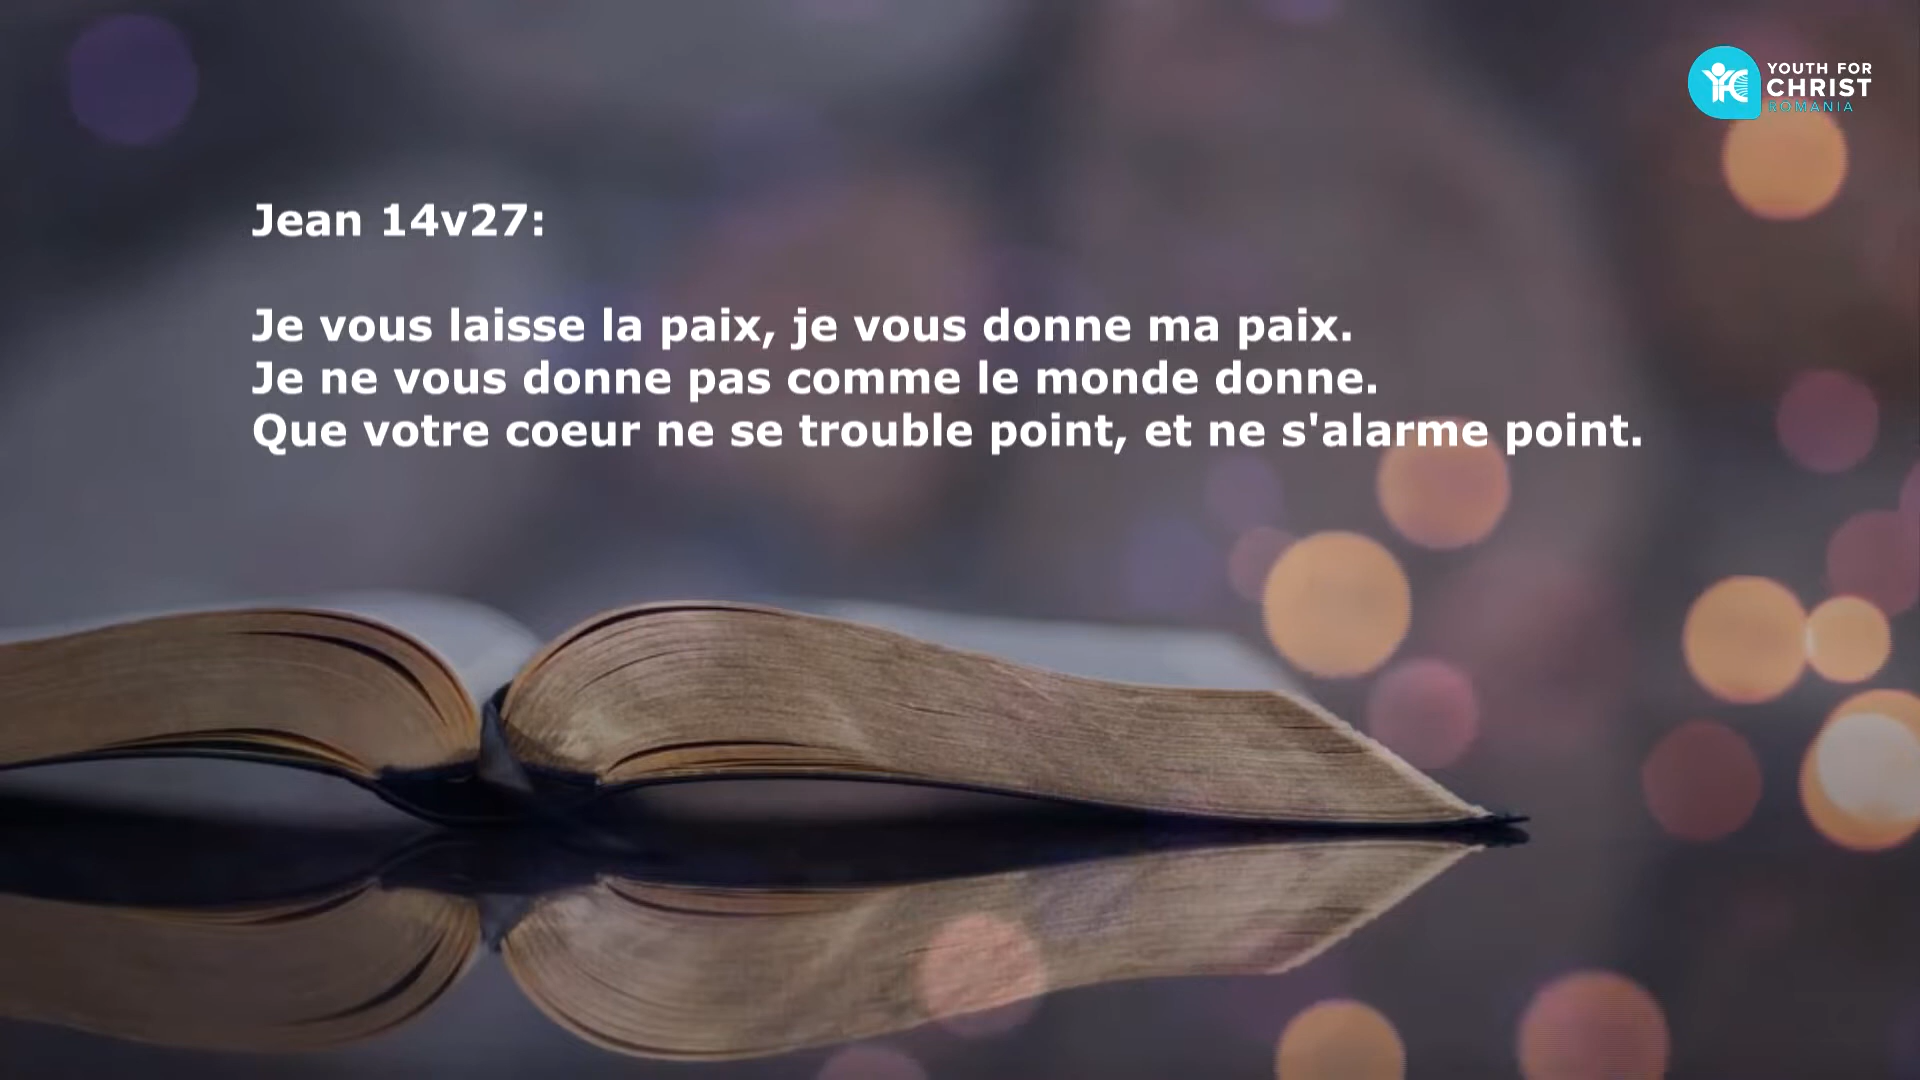 YOUTH FOR
CHRIST
ROMANIA
Jean 14v27:
Je vous laisse la paix, je vous donne ma paix.
Je ne vous donne pas comme le monde donne.
Que votre coeur ne se trouble point, et ne s'alarme point.